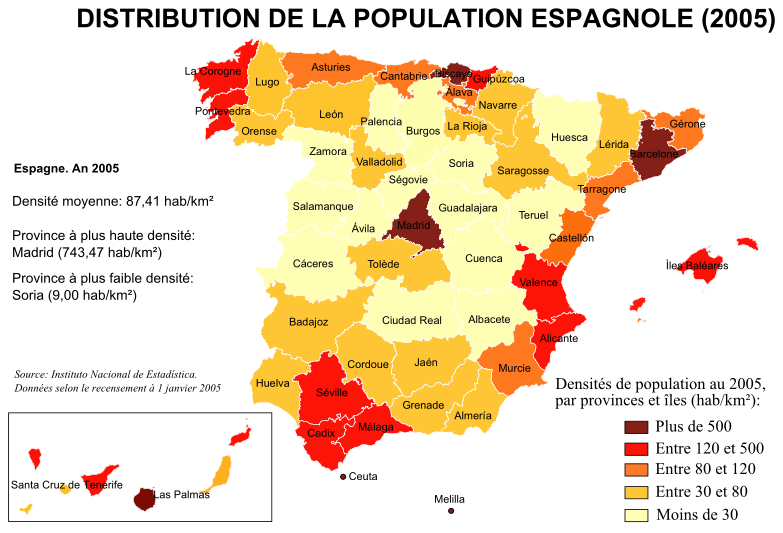 DISTRIBUTION DE LA POPULATION ESPAGNOLE (2005)
La Corogne
Lugo
Asturies
Cantabrie
Biscaye
Guipúzcoa
Álava
Navarre
Pontevedra
Orense
León
Palencia
Burgos
La Rioja
Huesca
Lérida
Gérone
Barcelone
Zamora
Valladolid
Soria
Saragosse
Tarragone
Ségovie
Salamanque
Ávila
Madrid
Guadalajara
Teruel
Castellón
Cáceres
Tolède
Cuenca
Valence
Îles Baléares
Badajoz
Ciudad Real
Albacete
Alicante
Huelva
Séville
Cordoue
Jaén
Murcie
Cadix
Málaga
Grenade
Almería
Ceuta
Melilla
Espagne. An 2005
Densité moyenne: 87,41 hab/km²
Province à plus haute densité:
Madrid (743,47 hab/km²)
Province à plus faible densité:
Soria (9,00 hab/km²)
Source: Instituto Nacional de Estadística.
Données selon le recensement à 1 janvier 2005
Santa Cruz de Tenerife
Las Palmas
Densités de population au 2005,
par provinces et îles (hab/km²):
Plus de 500
Entre 120 et 500
Entre 80 et 120
Entre 30 et 80
Moins de 30